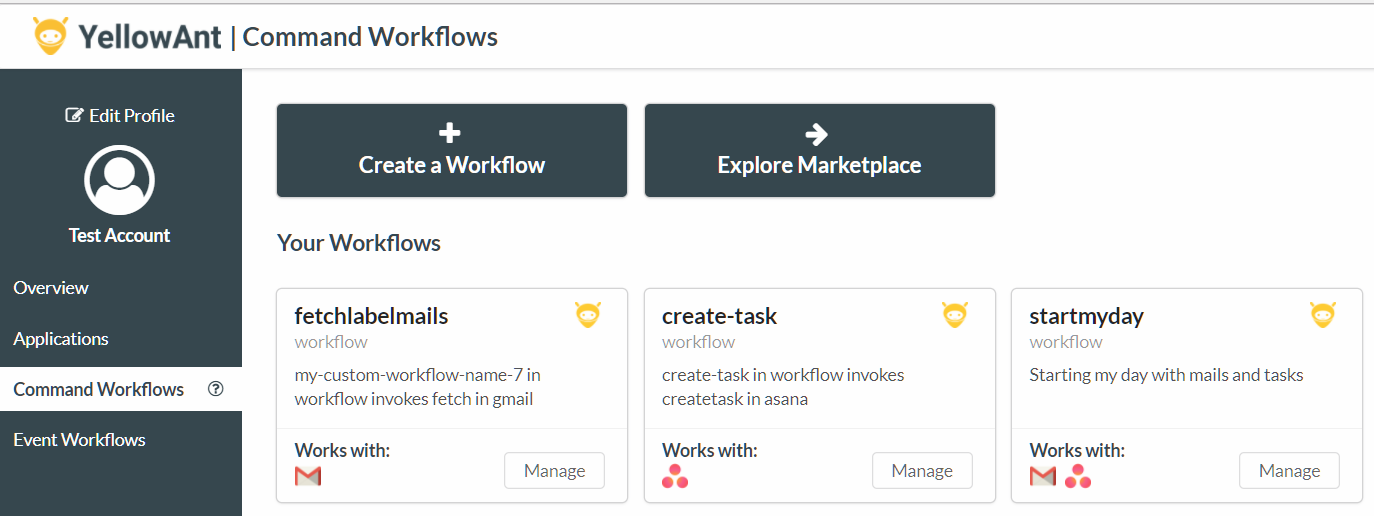 YellowAnt | Command Workflows
Edit Profile
Test Account
Overview
Applications
Command Workflows
Event Workflows
Create a Workflow
Explore Marketplace
Your Workflows
fetchlabelmails
workflow
my-custom-workflow-name-7 in
workflow invokes fetch in gmail
Works with:
Manage
create-task
workflow
create-task in workflow invokes
createtask in asana
Works with:
Manage
startmyday
workflow
Starting my day with mails and tasks
Works with:
Manage